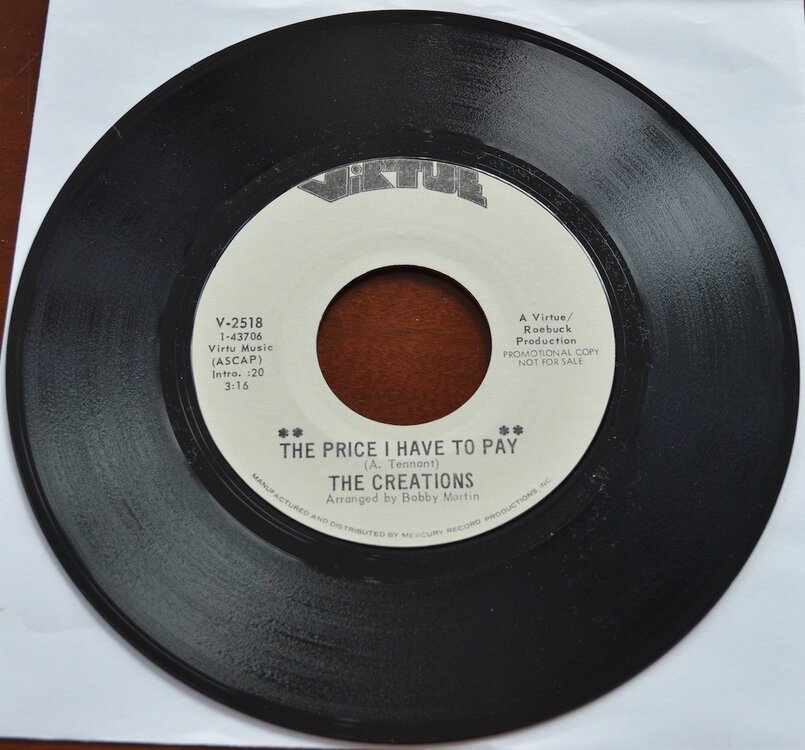 VIRTUE
V-2518
1-43706
Virtu Music
(ASCAP)
Intro. :20
3:16
A Virtue/
Roebuck
Production
PROMOTIONAL COPY
NOT FOR SALE
** **
THE PRICE I HAVE TO PAY
(A. Tennant)
THE CREATIONS
Arranged by Bobby Martin
MANUFACTURED AND DISTRIBUTED BY MERCURY RECORD PRODUCTIONS, INC